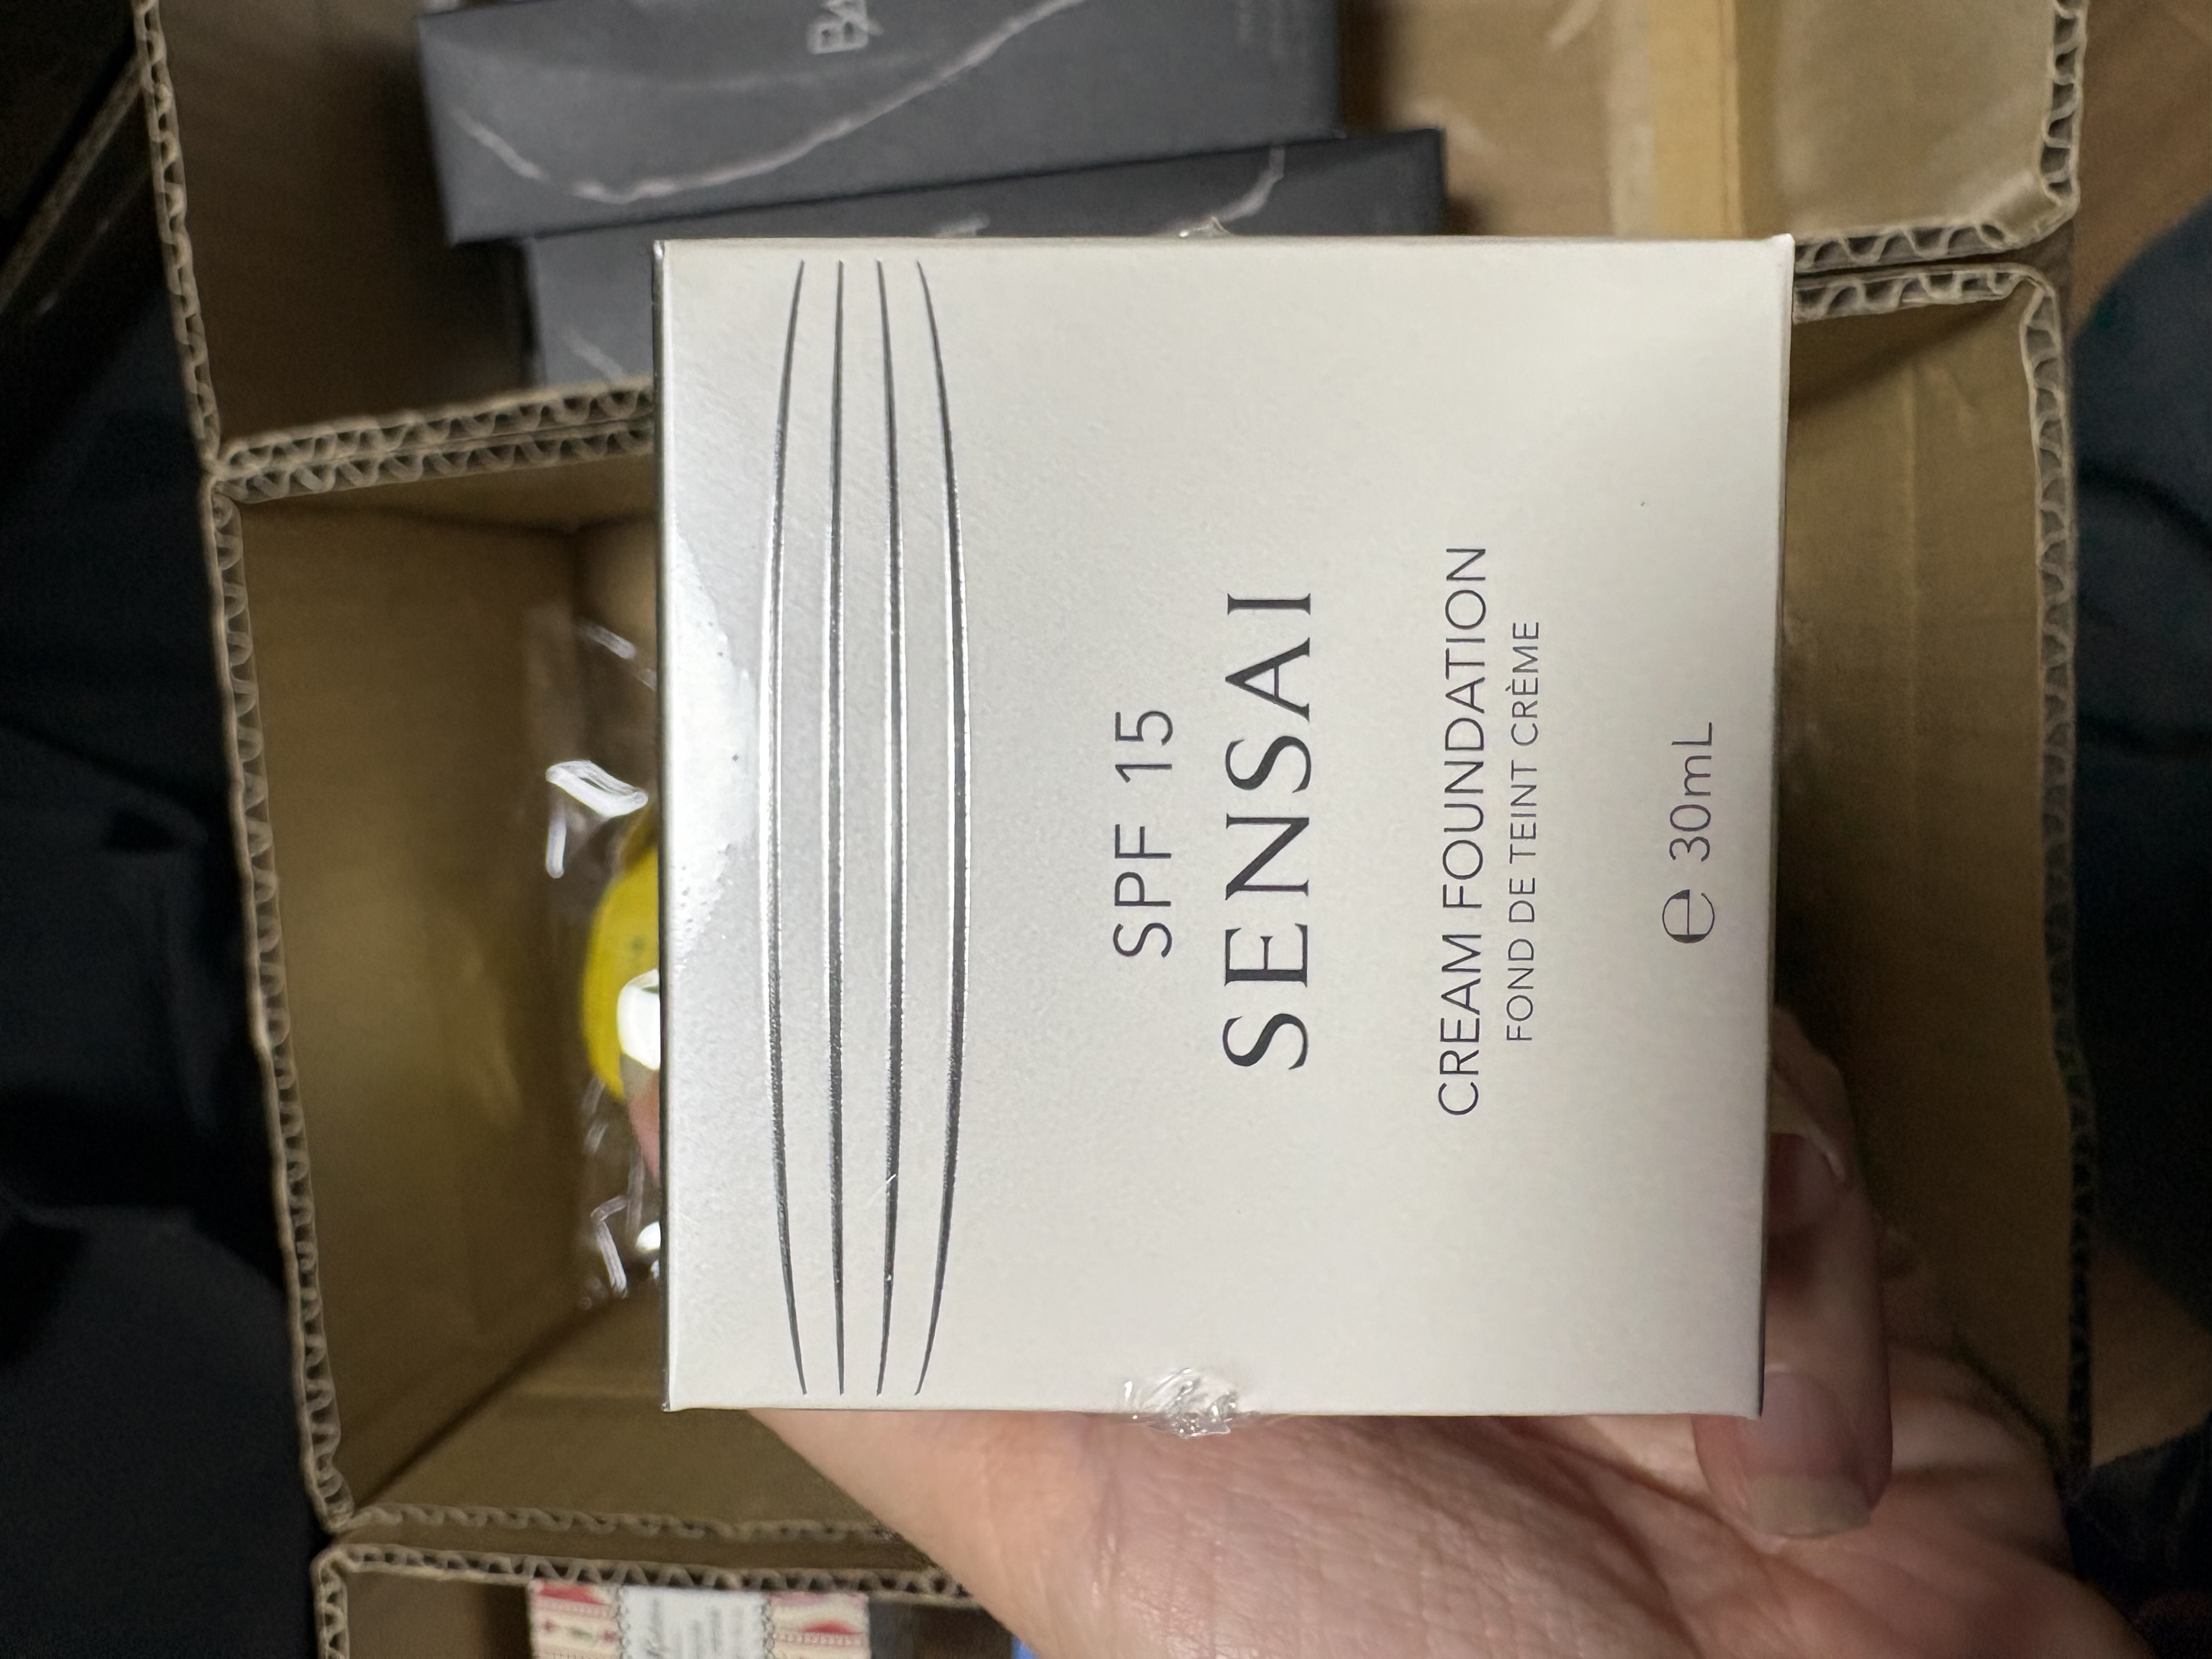 SPF 15
SENSAI
CREAM FOUNDATION
FOND DE TEINT CRÈME
℮ 30mL